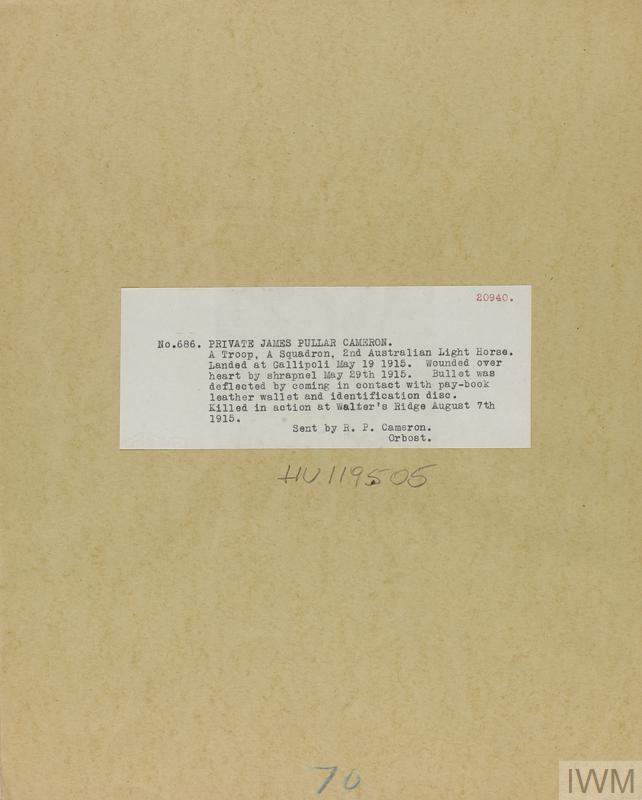 20940.
No.686. PRIVATE JAMES PULLAR CAMERON.
A Troop, A Squadron, 2nd Australian Light Horse.
Landed at Gallipoli May 19 1915. Wounded over
heart by shrapnel May 29th 1915. Bullet was
deflected by coming in contact with pay-book
leather wallet and identification disc.
Killed in action at Walter's Ridge August 7th
1915.
Sent by R. P. Cameron.
Orbost.
HU119505
70
IWM